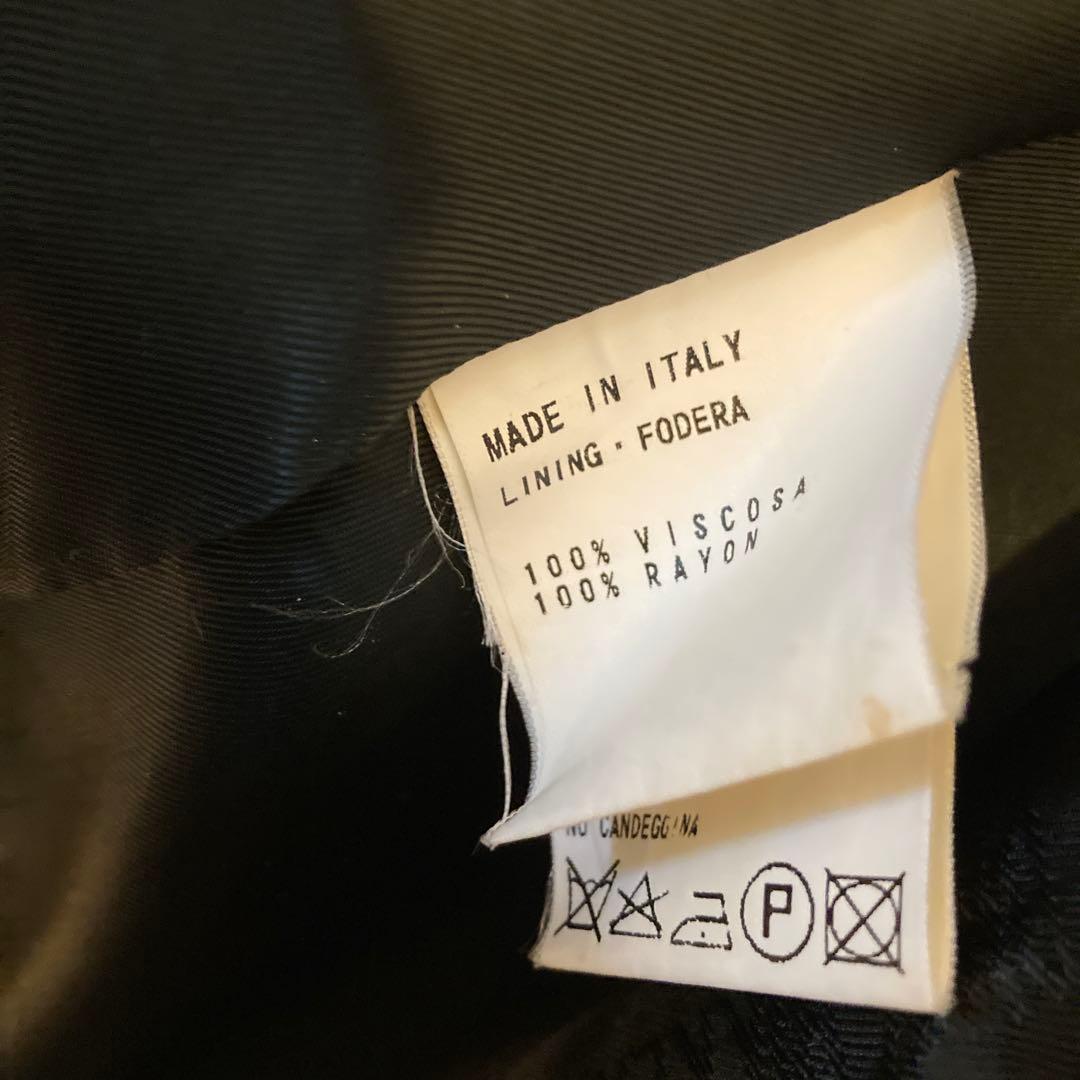 MADE IN ITALY
LINING · FODERA
100% VISCOSA
100% RAYON
NO CANDEGGINA
P